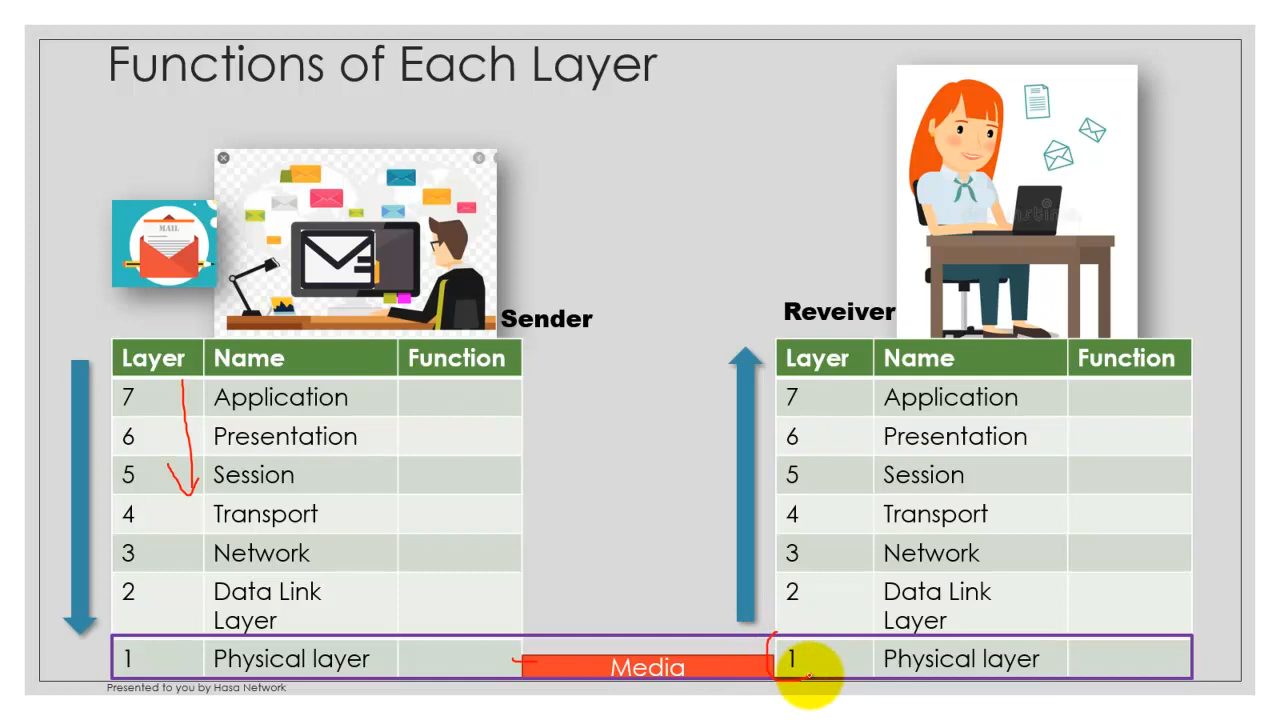 Functions of Each Layer
MAIL
Sender
Reveiver
Layer Name Function
7 Application
6 Presentation
5 Session
4 Transport
3 Network
2 Data Link
Layer
1 Physical layer
Media
Layer Name Function
7 Application
6 Presentation
5 Session
4 Transport
3 Network
2 Data Link
Layer
1 Physical layer
Presented to you by Hasa Network